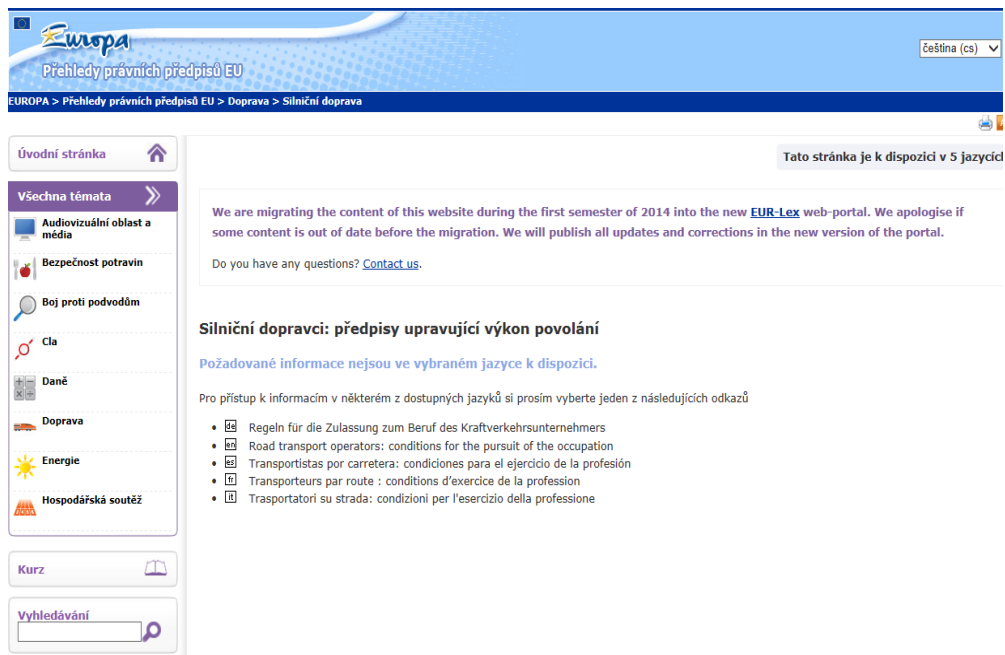 Europa
Přehledy právních předpisů EU
čeština (cs)
EUROPA > Přehledy právních předpisů EU > Doprava > Silniční doprava
Úvodní stránka
Tato stránka je k dispozici v 5 jazycích
Všechna témata
Audiovizuální oblast a
média
Bezpečnost potravin
Boj proti podvodům
Cla
Daně
Doprava
Energie
Hospodářská soutěž
Kurz
Vyhledávání
We are migrating the content of this website during the first semester of 2014 into the new EUR-Lex web-portal. We apologise if
some content is out of date before the migration. We will publish all updates and corrections in the new version of the portal.
Do you have any questions? Contact us.
Silniční dopravci: předpisy upravující výkon povolání
Požadované informace nejsou ve vybraném jazyce k dispozici.
Pro přístup k informacím v některém z dostupných jazyků si prosím vyberte jeden z následujících odkazů
• de Regeln für die Zulassung zum Beruf des Kraftverkehrsunternehmers
• en Road transport operators: conditions for the pursuit of the occupation
• es Transportistas por carretera: condiciones para el ejercicio de la profesión
• fr Transporteurs par route : conditions d'exercice de la profession
• it Trasportatori su strada: condizioni per l'esercizio della professione